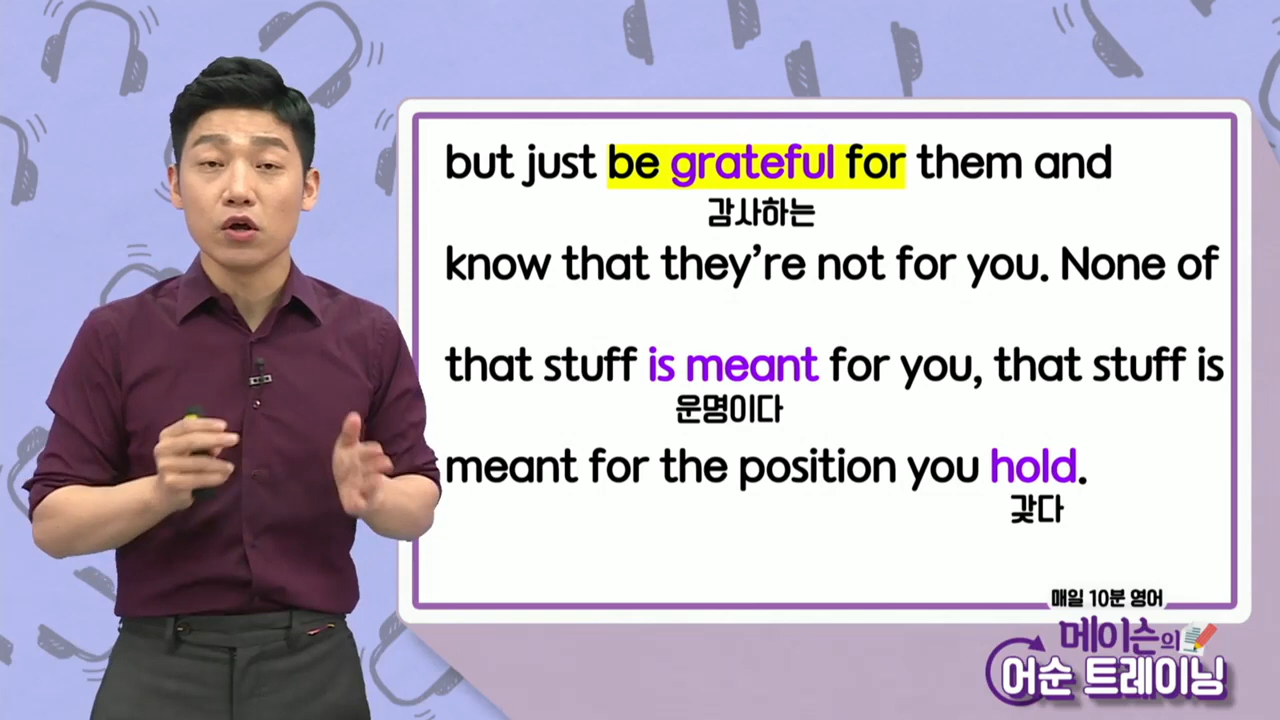 but just be grateful for them and
감사하는
know that they're not for you. None of
that stuff is meant for you, that stuff is
운명이다
meant for the position you hold.
갖다
매일 10분 영어
메이슨의
어순 트레이닝